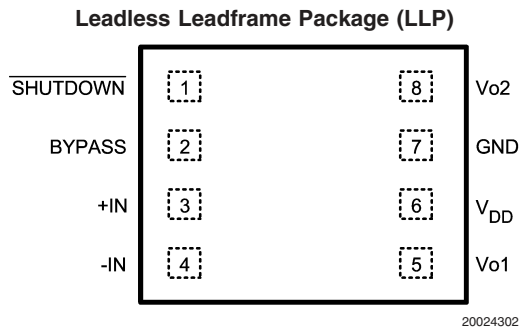 Leadless Leadframe Package (LLP)
SHUTDOWN 1 8 Vo2
BYPASS 2 7 GND
+IN 3 6 VDD
-IN 4 5 Vo1
20024302